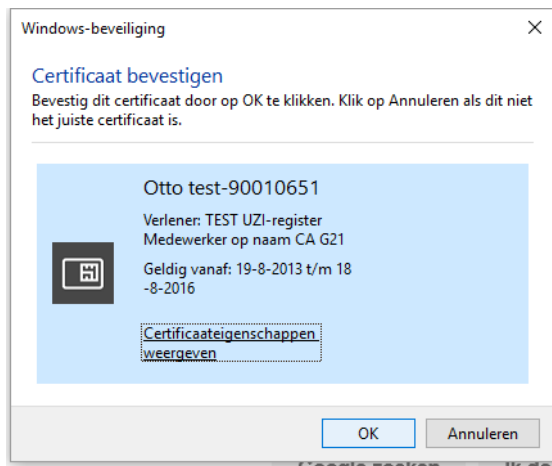 Windows-beveiliging
Certificaat bevestigen
Bevestig dit certificaat door op OK te klikken. Klik op Annuleren als dit niet
het juiste certificaat is.
Otto test-90010651
Verlener: TEST UZI-register
Medewerker op naam CA G21
Geldig vanaf: 19-8-2013 t/m 18
-8-2016
Certificaateigenschappen
weergeven
OK
Annuleren